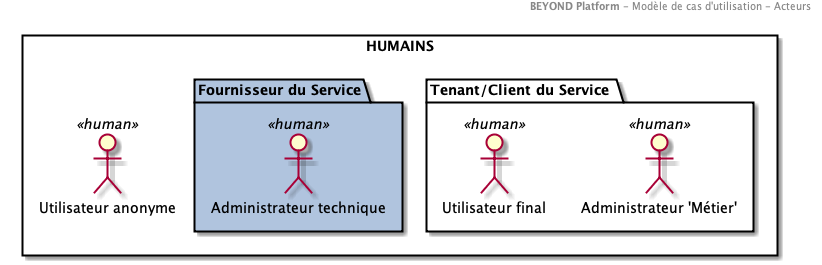 BEYOND Platform - Modèle de cas d'utilisation - Acteurs
HUMAINS
Fournisseur du Service
Tenant/Client du Service
«human»
«human»
«human»
«human»
Utilisateur anonyme
Administrateur technique
Utilisateur final
Administrateur 'Métier'